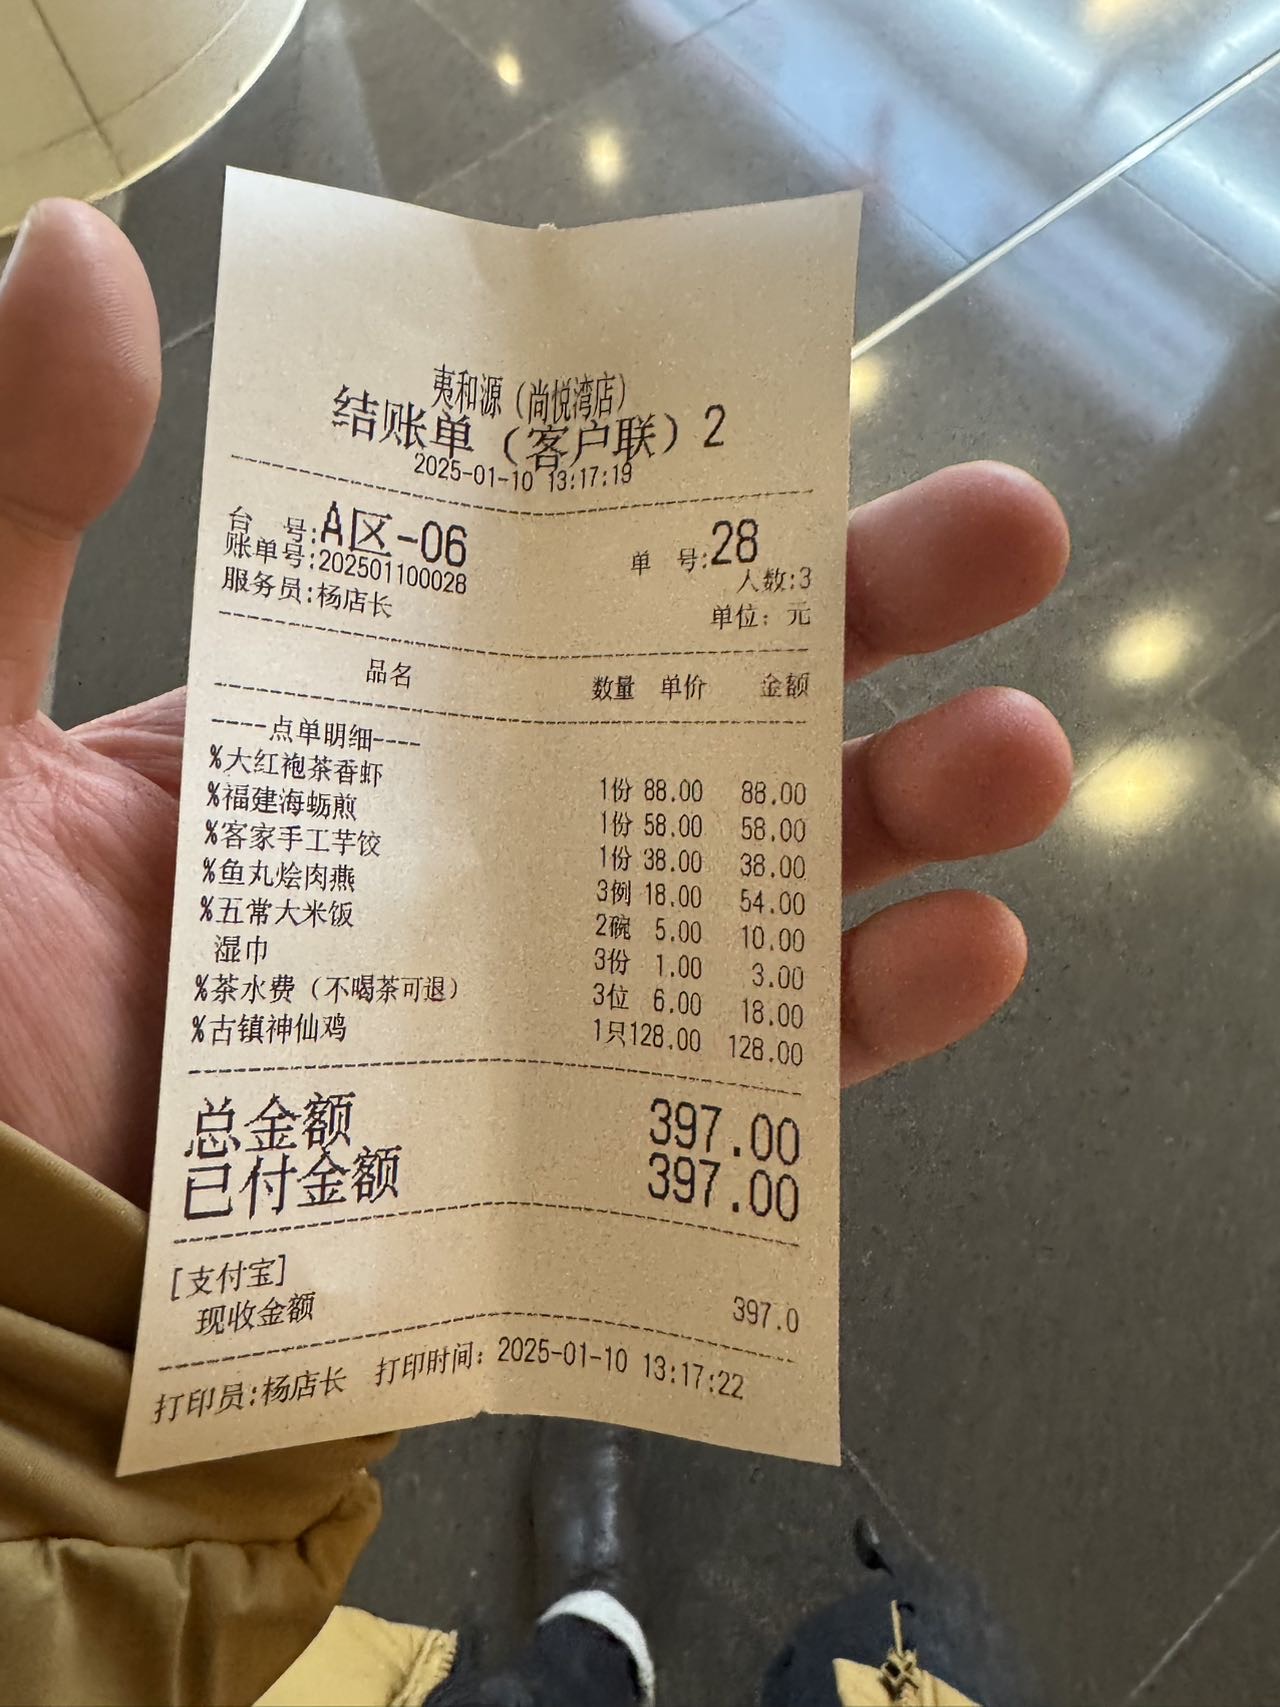 夷和源（尚悦湾店）
结账单（客户联）2
2025-01-10 13:17:19
台 号:A区-06 单 号:28
账单号:202501100028 人数:3
服务员:杨店长 单位：元
品名 数量 单价 金额
----点单明细----
%大红袍茶香虾 1份 88.00 88.00
%福建海蛎煎 1份 58.00 58.00
%客家手工芋饺 1份 38.00 38.00
%鱼丸烩肉燕 3例 18.00 54.00
%五常大米饭 2碗 5.00 10.00
湿巾 3份 1.00 3.00
%茶水费（不喝茶可退） 3位 6.00 18.00
%古镇神仙鸡 1只128.00 128.00
总金额 397.00
已付金额 397.00
[支付宝]
现收金额 397.0
打印员:杨店长 打印时间：2025-01-10 13:17:22